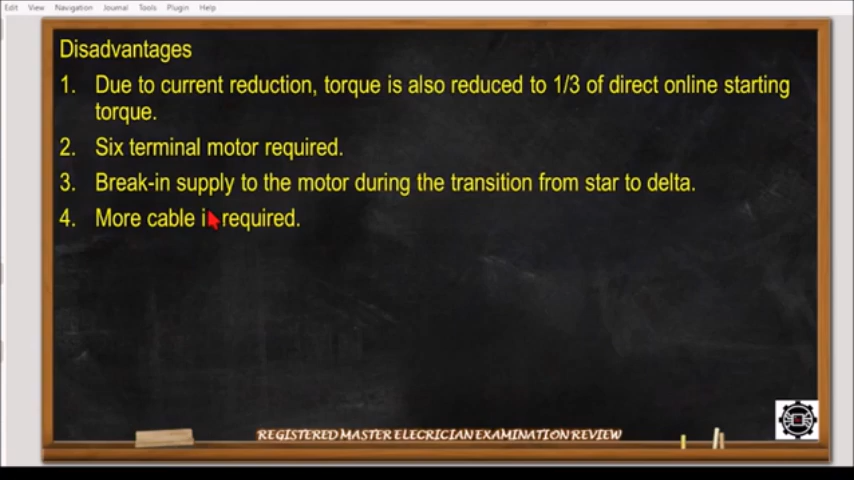 Edit View Navigation Journal Tools Plugin Help
Disadvantages
1. Due to current reduction, torque is also reduced to 1/3 of direct online starting
torque.
2. Six terminal motor required.
3. Break-in supply to the motor during the transition from star to delta.
4. More cable is required.
REGISTERED MASTER ELECRICIAN EXAMINATION REVIEW